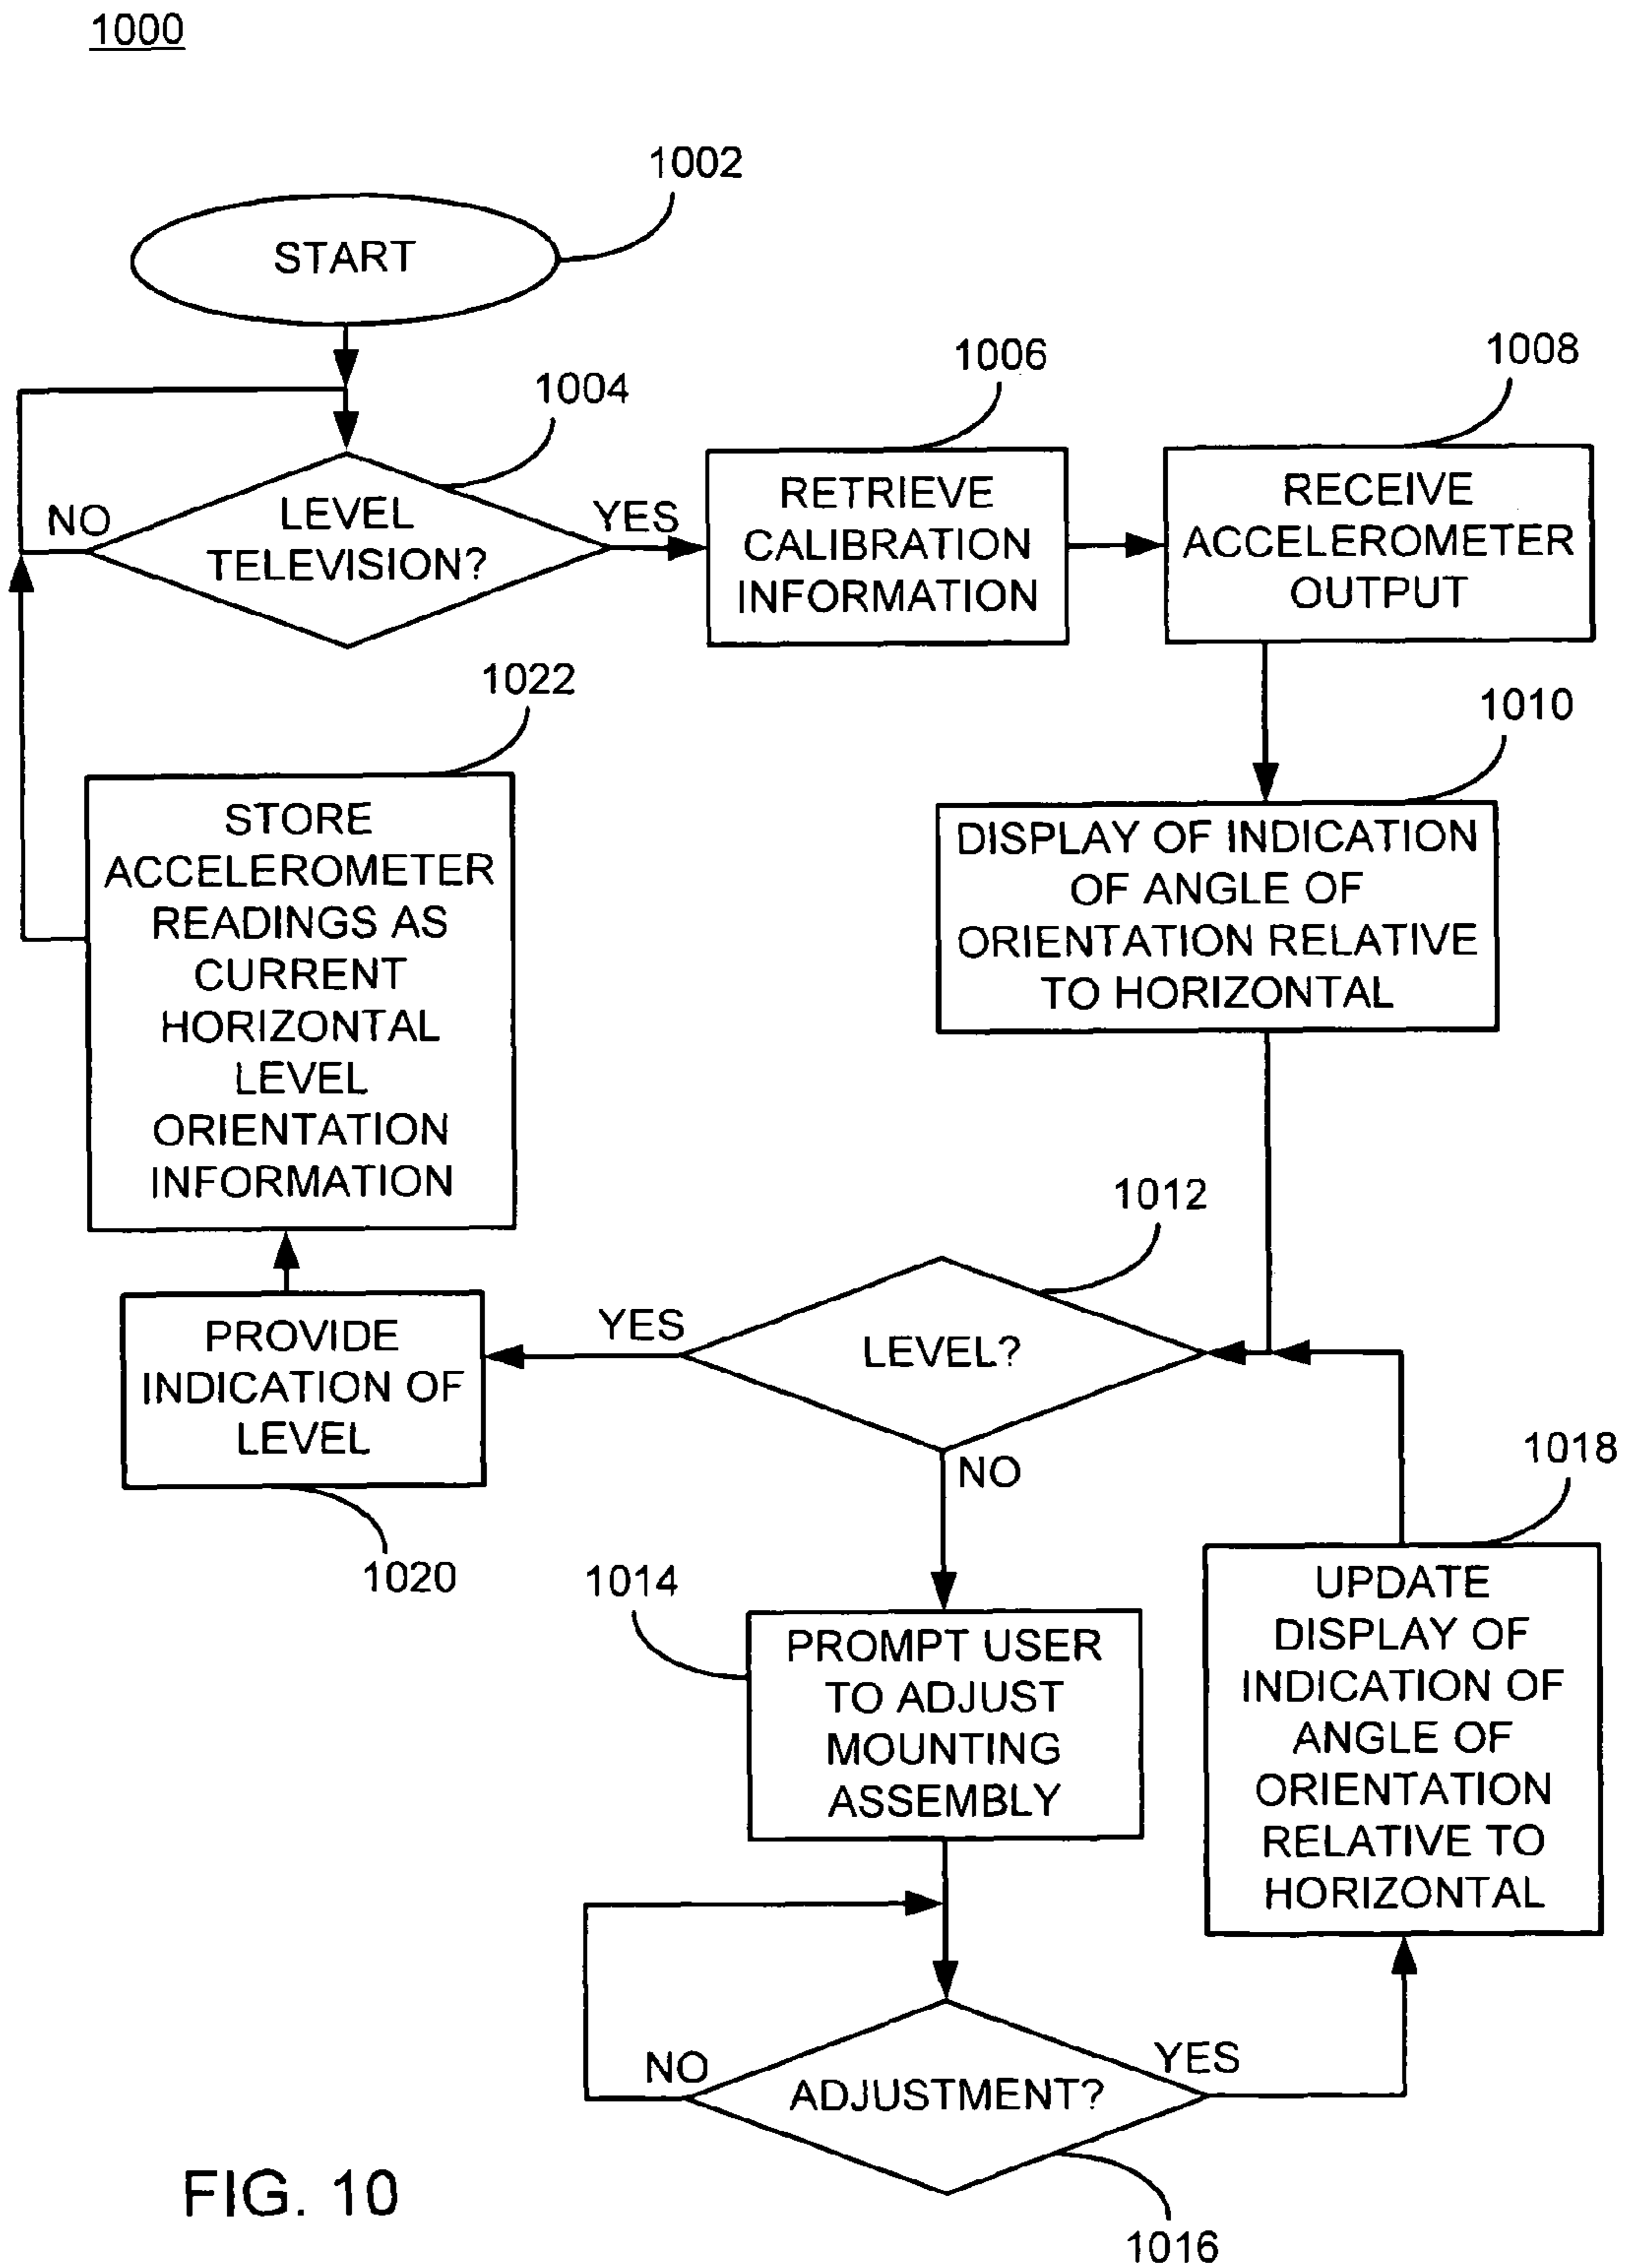 1000
1002
START
1004
LEVEL
TELEVISION?
NO
YES
1006
RETRIEVE
CALIBRATION
INFORMATION
1008
RECEIVE
ACCELEROMETER
OUTPUT
1010
DISPLAY OF INDICATION
OF ANGLE OF
ORIENTATION RELATIVE
TO HORIZONTAL
1022
STORE
ACCELEROMETER
READINGS AS
CURRENT
HORIZONTAL
LEVEL
ORIENTATION
INFORMATION
1012
LEVEL?
YES
NO
PROVIDE
INDICATION OF
LEVEL
1020
1014
PROMPT USER
TO ADJUST
MOUNTING
ASSEMBLY
1018
UPDATE
DISPLAY OF
INDICATION OF
ANGLE OF
ORIENTATION
RELATIVE TO
HORIZONTAL
NO
ADJUSTMENT?
YES
1016
FIG. 10